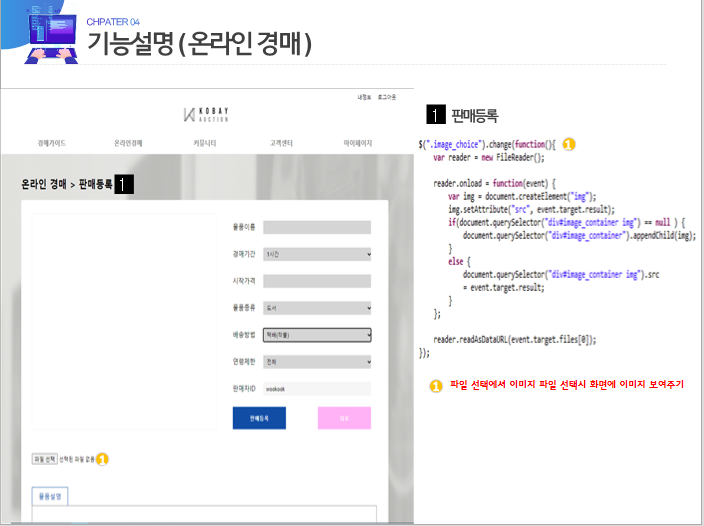 CHPATER 04
기능설명 ( 온라인 경매 )
내정보 로그아웃
KOBAY
AUCTION
경매가이드 온라인경매 커뮤니티 고객센터 마이페이지
온라인 경매 > 판매등록 1
물품이름
경매기간 1시간
시작가격
물품종류 도서
배송방법 택배(착불)
연령제한 전체
판매자ID wookook
판매등록
파일 선택 선택된 파일 없음 1
물품설명
1 판매등록
$(".image_choice").change(function(){ 1
var reader = new FileReader();
reader.onload = function(event) {
var img = document.createElement("img");
img.setAttribute("src", event.target.result);
if(document.querySelector("div#image_container img") == null ) {
document.querySelector("div#image_container").appendChild(img);
}
else {
document.querySelector("div#image_container img").src
= event.target.result;
}
};
reader.readAsDataURL(event.target.files[0]);
});
1 파일 선택에서 이미지 파일 선택시 화면에 이미지 보여주기